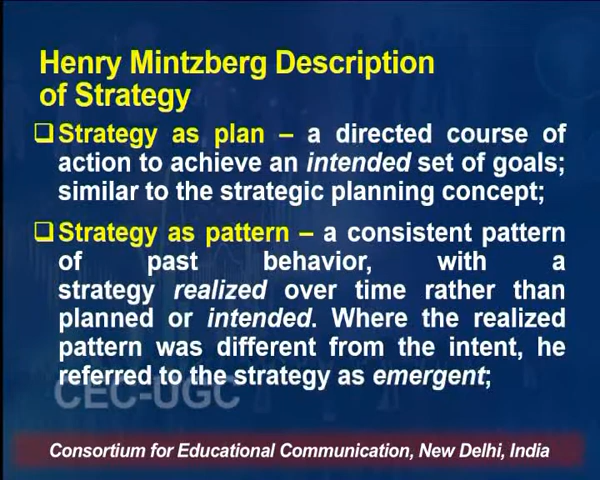 Henry Mintzberg Description
of Strategy
❑Strategy as plan – a directed course of
action to achieve an intended set of goals;
similar to the strategic planning concept;
❑Strategy as pattern – a consistent pattern
of past behavior, with a
strategy realized over time rather than
planned or intended. Where the realized
pattern was different from the intent, he
referred to the strategy as emergent;
CEC-UGC
Consortium for Educational Communication, New Delhi, India